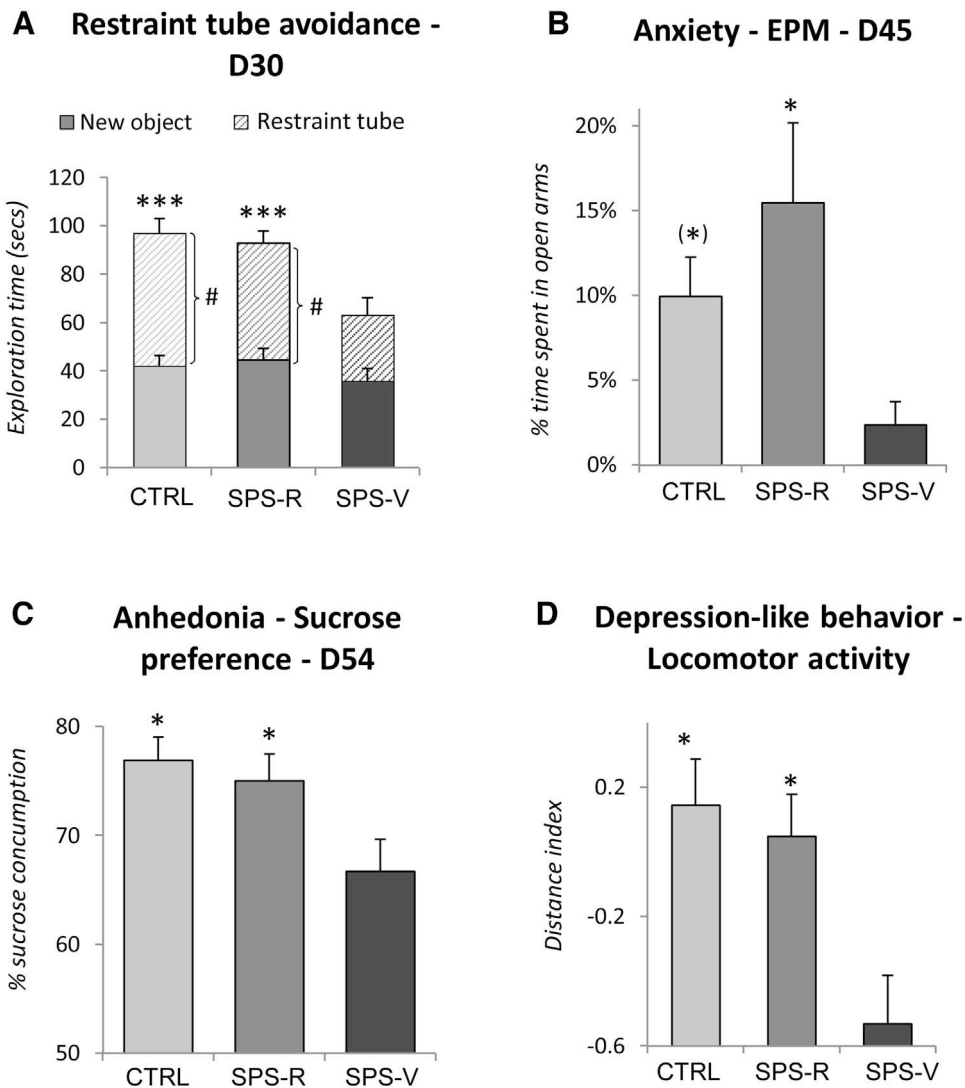 A Restraint tube avoidance -
D30
New object Restraint tube
Exploration time (secs)
120
100
80
60
40
20
0
***
***
#
#
CTRL SPS-R SPS-V
B Anxiety - EPM - D45
% time spent in open arms
20%
15%
10%
5%
0%
(*)
*
CTRL SPS-R SPS-V
C Anhedonia - Sucrose
preference - D54
% sucrose concumption
80
70
60
50
*
*
CTRL SPS-R SPS-V
D Depression-like behavior -
Locomotor activity
Distance index
0.2
-0.2
-0.6
*
*
CTRL SPS-R SPS-V